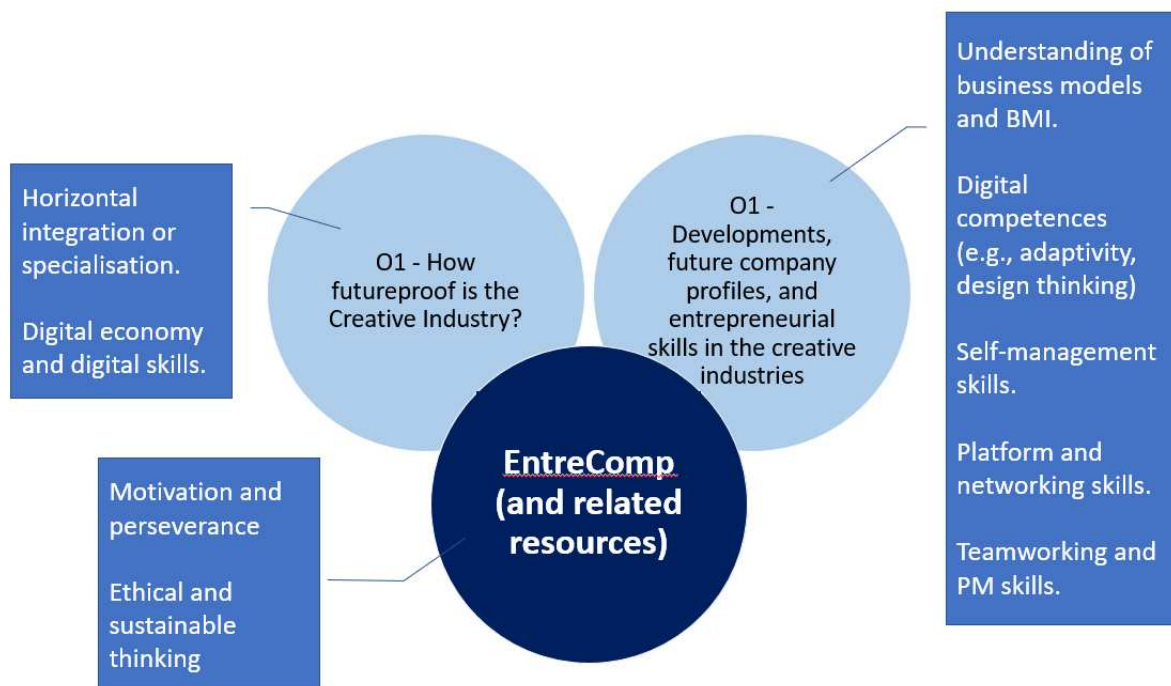 Horizontal
integration or
specialisation.
Digital economy
and digital skills.
O1 - How
futureproof is the
Creative Industry?
O1 -
Developments,
future company
profiles, and
entrepreneurial
skills in the creative
industries
Understanding of
business models
and BMI.
Digital
competences
(e.g., adaptivity,
design thinking)
Self-management
skills.
Platform and
networking skills.
Teamworking and
PM skills.
Motivation and
perseverance
Ethical and
sustainable
thinking
EntreComp
(and related
resources)